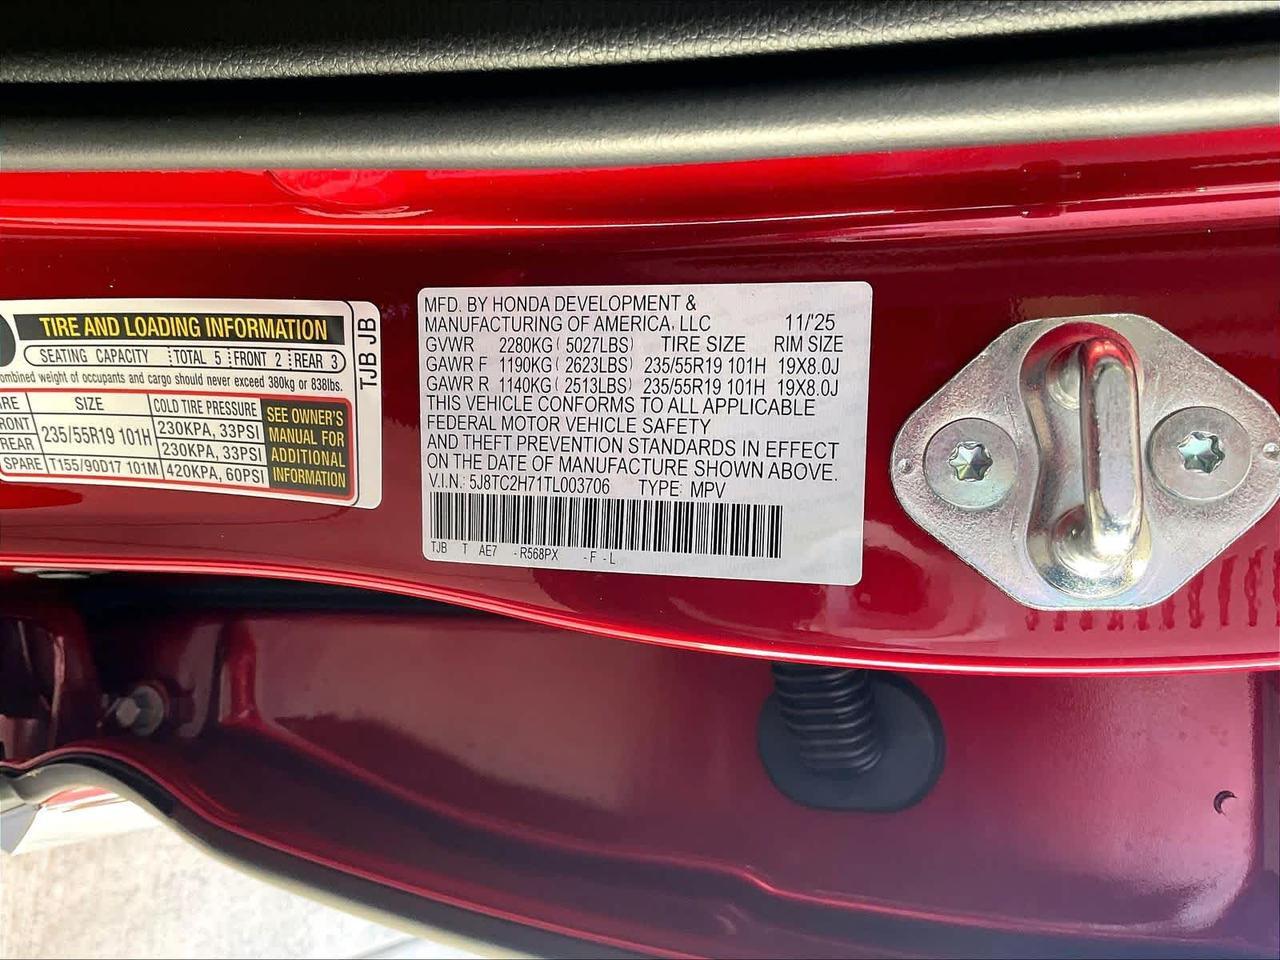 TIRE AND LOADING INFORMATION
SEATING CAPACITY TOTAL 5 FRONT 2 REAR 3
ombined weight of occupants and cargo should never exceed 380kg or 838lbs.
IRE SIZE COLD TIRE PRESSURE
FRONT 235/55R19 101H 230KPA, 33PSI
REAR 230KPA, 33PSI
SPARE T155/90D17 101M 420KPA, 60PSI
SEE OWNER'S
MANUAL FOR
ADDITIONAL
INFORMATION
TJB JB
MFD. BY HONDA DEVELOPMENT &
MANUFACTURING OF AMERICA, LLC 11/'25
GVWR 2280KG ( 5027LBS) TIRE SIZE RIM SIZE
GAWR F 1190KG ( 2623LBS) 235/55R19 101H 19X8.0J
GAWR R 1140KG ( 2513LBS) 235/55R19 101H 19X8.0J
THIS VEHICLE CONFORMS TO ALL APPLICABLE
FEDERAL MOTOR VEHICLE SAFETY
AND THEFT PREVENTION STANDARDS IN EFFECT
ON THE DATE OF MANUFACTURE SHOWN ABOVE.
V.I.N.: 5J8TC2H71TL003706 TYPE: MPV
TJB T AE7 -R568PX -F -L